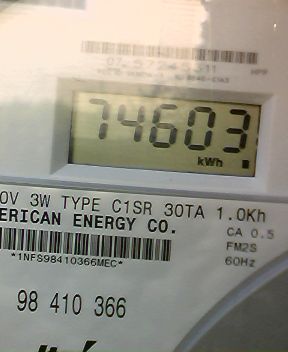 HPP
74603
kWh
0V 3W TYPE C1SR 30TA 1.0Kh
ERICAN ENERGY CO.
CA 0.5
FM2S
*1NFS98410366MEC*
60Hz
98 410 366